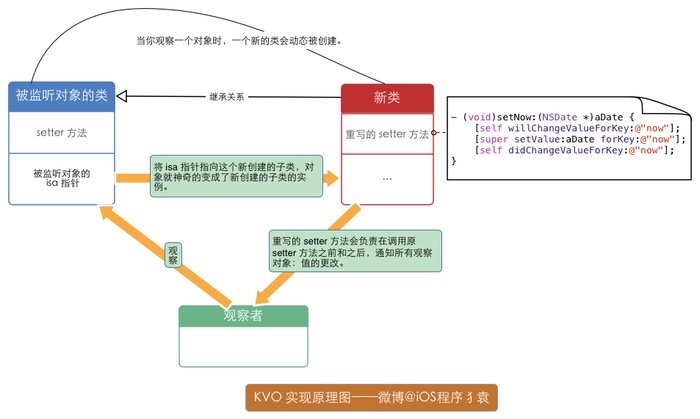 当你观察一个对象时，一个新的类会动态被创建。
被监听对象的类
继承关系
新类
setter 方法
重写的 setter 方法
- (void)setNow:(NSDate *)aDate {
[self willChangeValueForKey:@"now"];
[super setValue:aDate forKey:@"now"];
[self didChangeValueForKey:@"now"];
}
被监听对象的
isa 指针
将 isa 指针指向这个新创建的子类，对
象就神奇的变成了新创建的子类的实
例。
...
观
察
重写的 setter 方法会负责在调用原
setter 方法之前和之后，通知所有观察
对象：值的更改。
观察者
KVO 实现原理图——微博@iOS程序犭袁